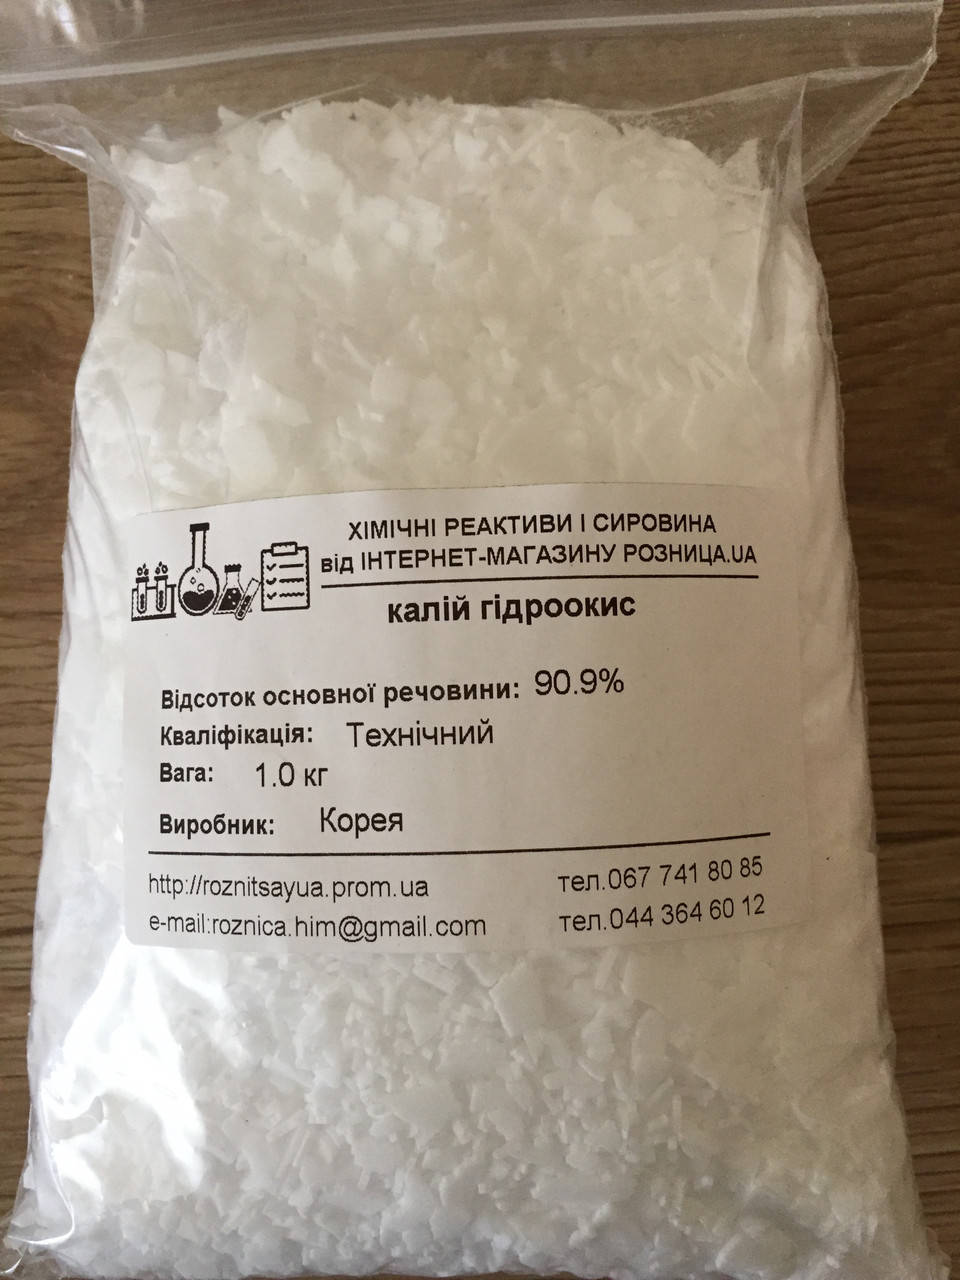 ХІМІЧНІ РЕАКТИВИ І СИРОВИНА
від ІНТЕРНЕТ-МАГАЗИНУ РОЗНИЦА.UA
калій гідроокис
Відсоток основної речовини: 90.9%
Кваліфікація: Технічний
Вага: 1.0 кг
Виробник: Корея
http://roznitsayua.prom.ua тел.067 741 80 85
e-mail:roznica.him@gmail.com тел.044 364 60 12